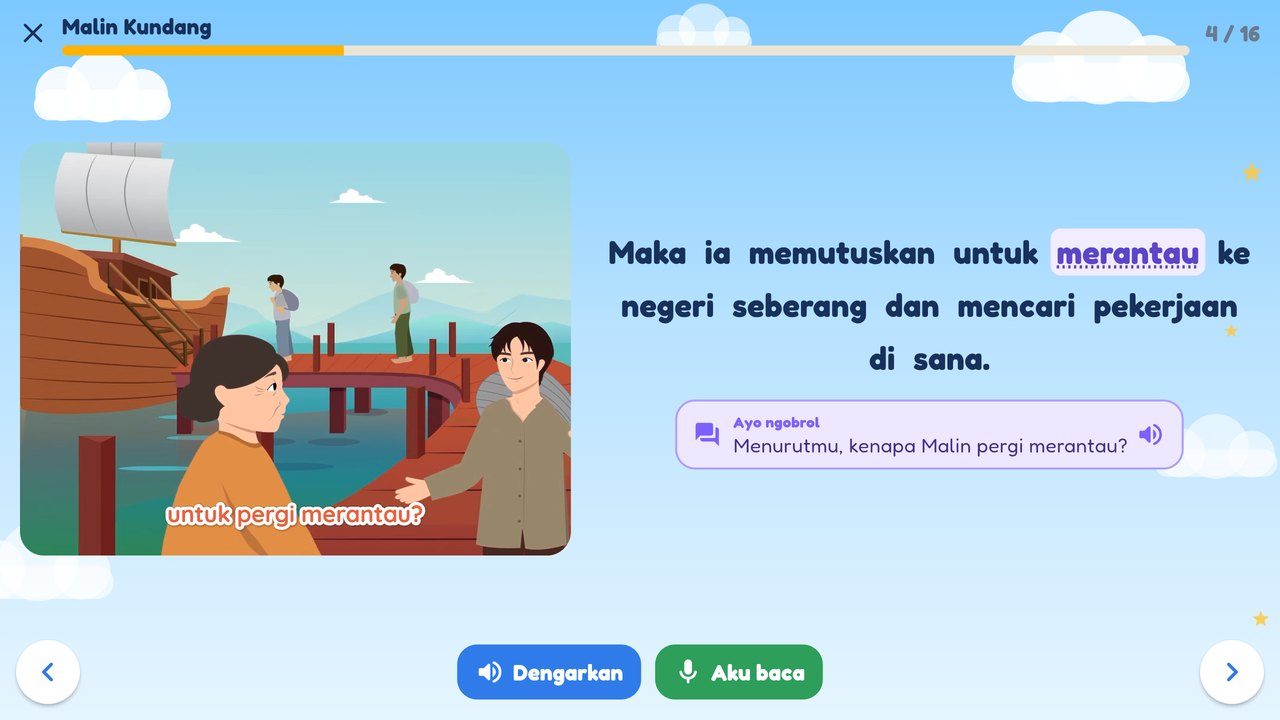 Malin Kundang
4 / 16
Maka ia memutuskan untuk merantau ke
negeri seberang dan mencari pekerjaan
di sana.
Ayo ngobrol
Menurutmu, kenapa Malin pergi merantau?
untuk pergi merantau?
Dengarkan
Aku baca